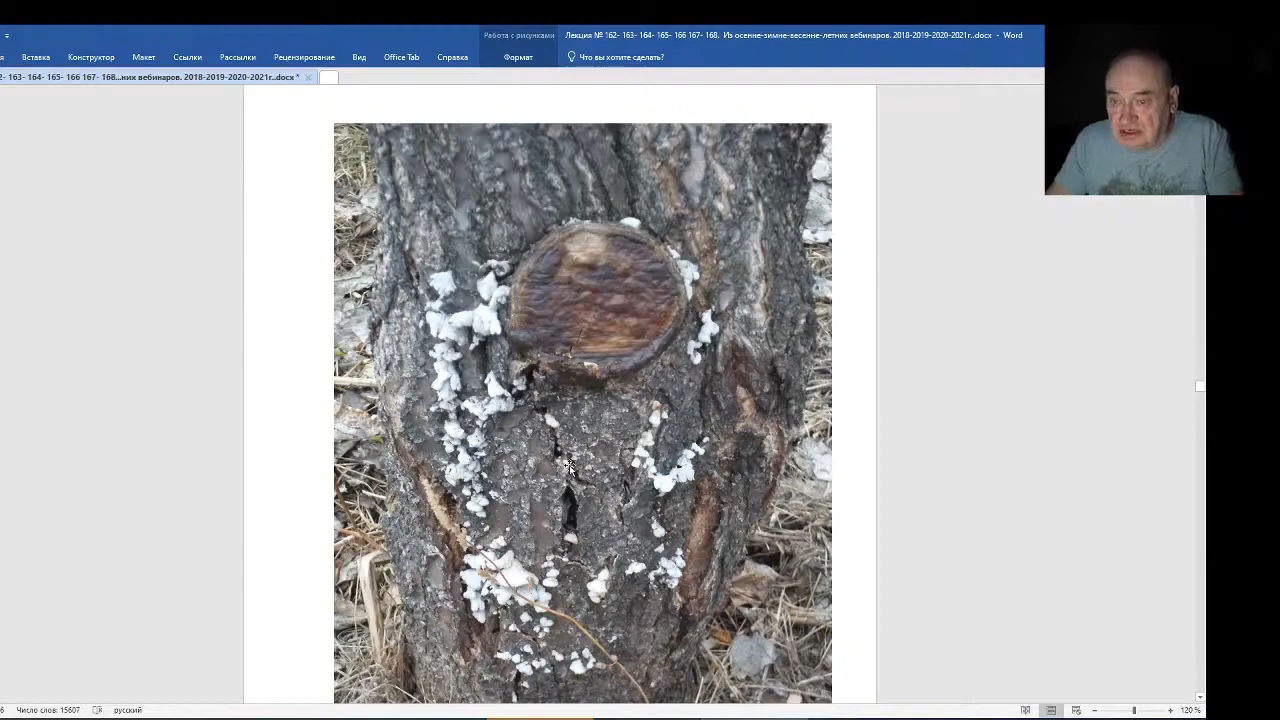 Работа с рисунками
Лекция № 162- 163- 164- 165- 166 167- 168. Из осенне-зимне-весенне-летних вебинаров. 2018-2019-2020-2021г..docx - Word
я Вставка Конструктор Макет Ссылки Рассылки Рецензирование Вид Office Tab Справка Формат Что вы хотите сделать?
2- 163- 164- 165- 166 167- 168...них вебинаров. 2018-2019-2020-2021г..docx *
6 Число слов: 15607 русский 120 %